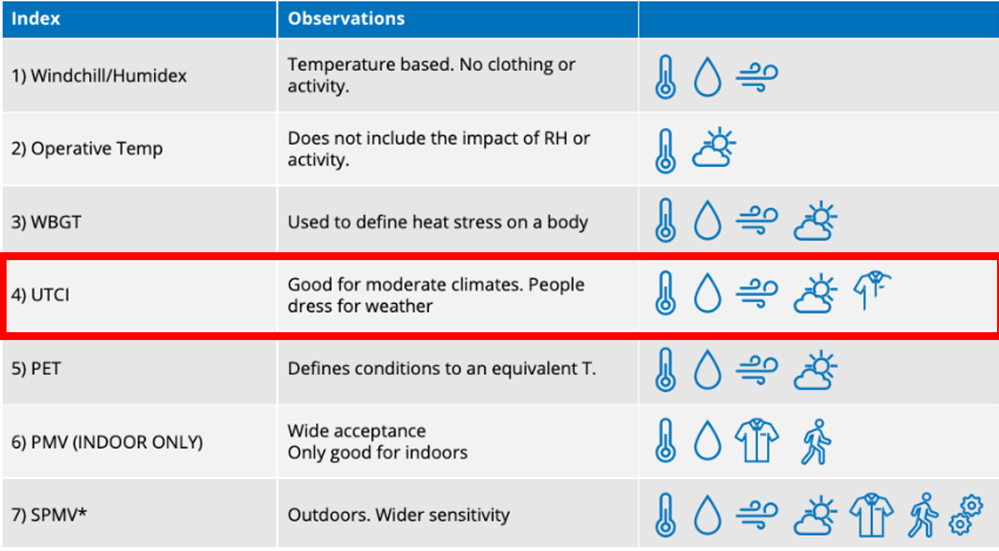 Index
Observations
1) Windchill/Humidex
Temperature based. No clothing or
activity.
2) Operative Temp
Does not include the impact of RH or
activity.
3) WBGT
Used to define heat stress on a body
4) UTCI
Good for moderate climates. People
dress for weather
5) PET
Defines conditions to an equivalent T.
6) PMV (INDOOR ONLY)
Wide acceptance
Only good for indoors
7) SPMV*
Outdoors. Wider sensitivity